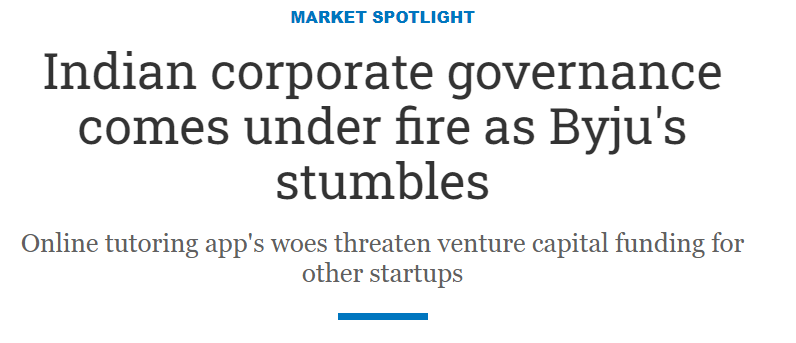 MARKET SPOTLIGHT
Indian corporate governance
comes under fire as Byju's
stumbles
Online tutoring app's woes threaten venture capital funding for
other startups